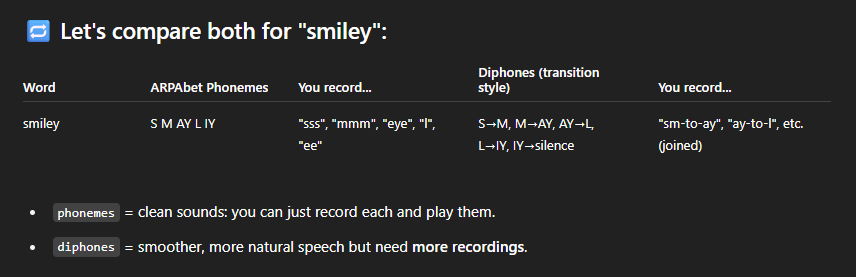 🔁 Let's compare both for "smiley":
Word ARPAbet Phonemes You record... Diphones (transition style) You record...
smiley S M AY L IY "sss", "mmm", "eye", "l", "ee" S→M, M→AY, AY→L, L→IY, IY→silence "sm-to-ay", "ay-to-l", etc. (joined)
• phonemes = clean sounds: you can just record each and play them.
• diphones = smoother, more natural speech but need more recordings.